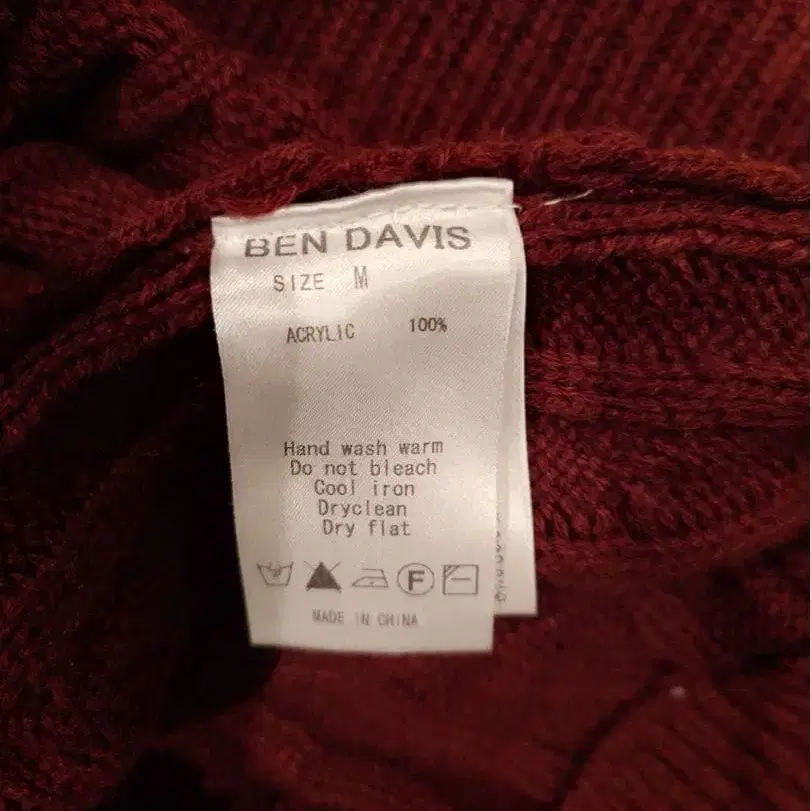 BEN DAVIS
SIZE M
ACRYLIC 100%
Hand wash warm
Do not bleach
Cool iron
Dryclean
Dry flat
F
MADE IN CHINA